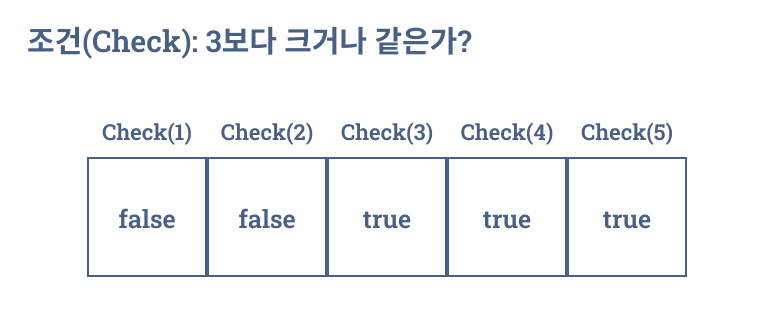 조건(Check): 3보다 크거나 같은가?
Check(1) Check(2) Check(3) Check(4) Check(5)
false false true true true